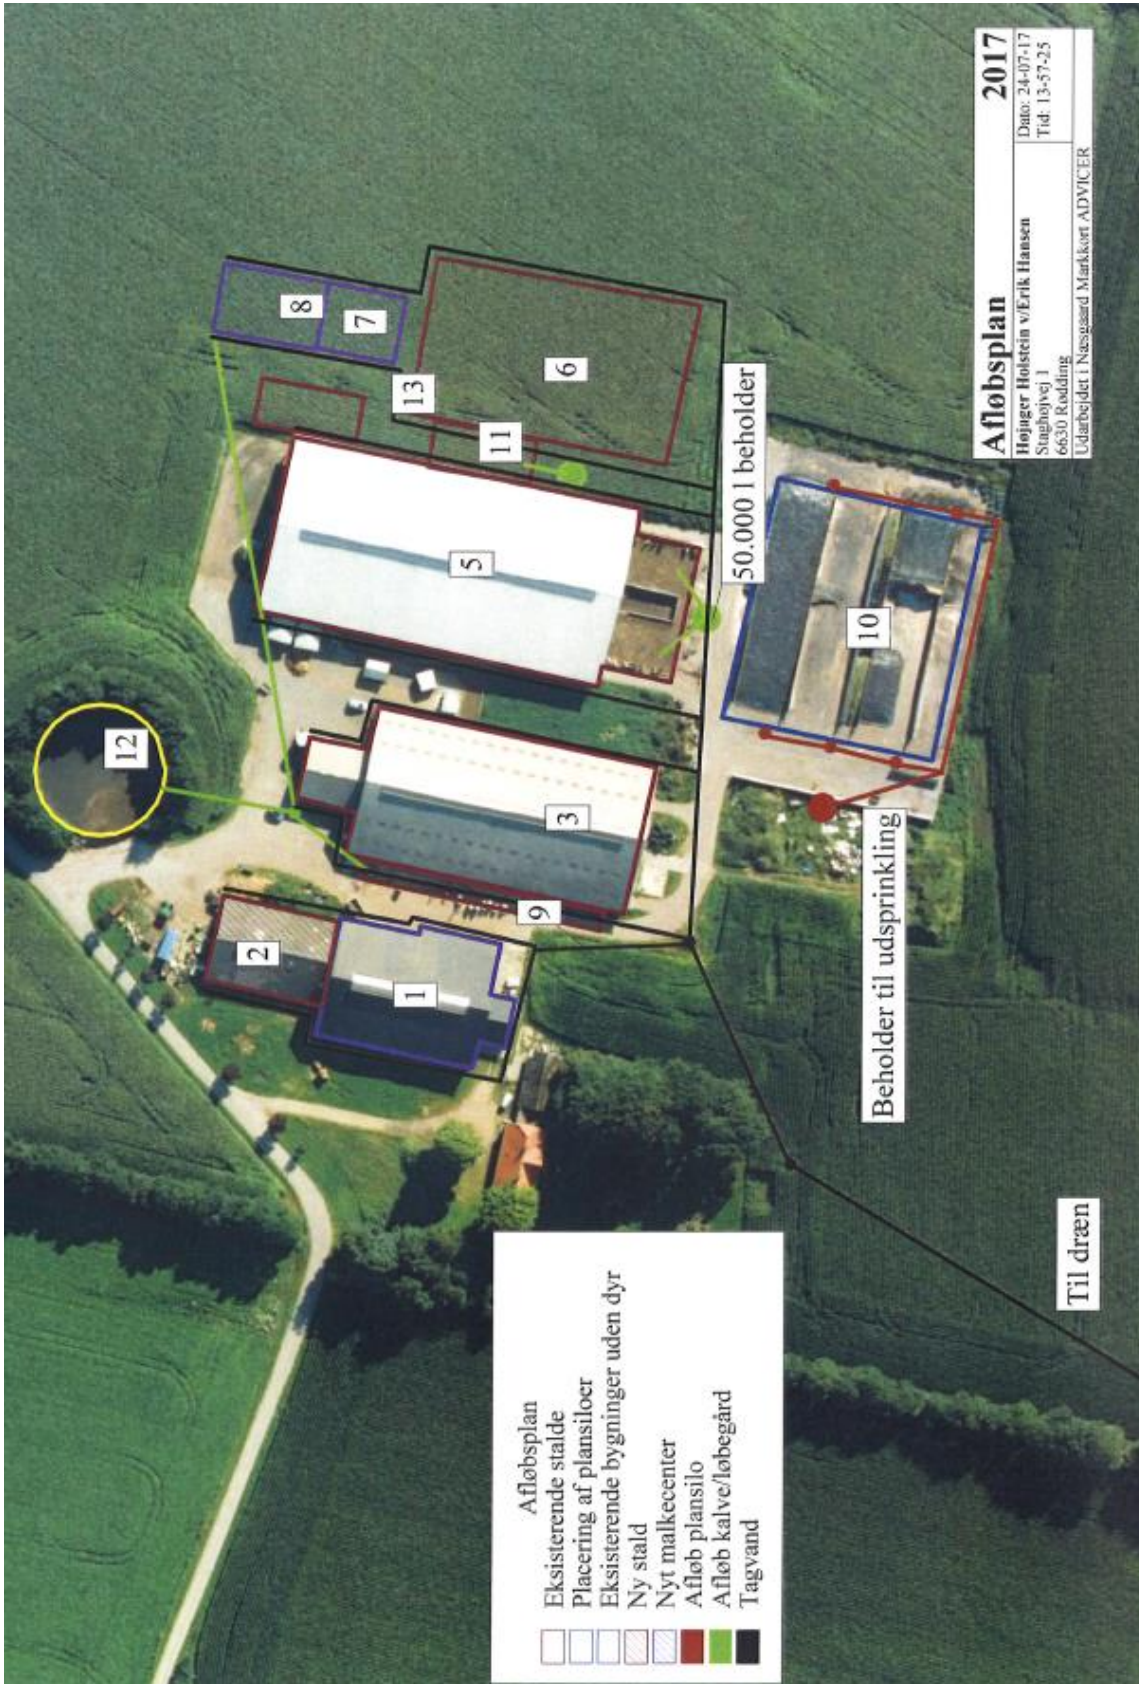 Afløbsplan 2017
Højager Holstein v/Erik Hansen
Staghøjvej 1
6630 Rødding
Dato: 24-07-17
Tid: 13-57-25
Udarbejdet i Næsgaard Markkort ADVICER
8
7
13
6
11
5
12
3
9
2
1
10
50.000 l beholder
Beholder til udsprinkling
Til dræn
Afløbsplan
Eksisterende stalde
Placering af plansiloer
Eksisterende bygninger uden dyr
Ny stald
Nyt malkecenter
Afløb plansilo
Afløb kalve/løbegård
Tagvand